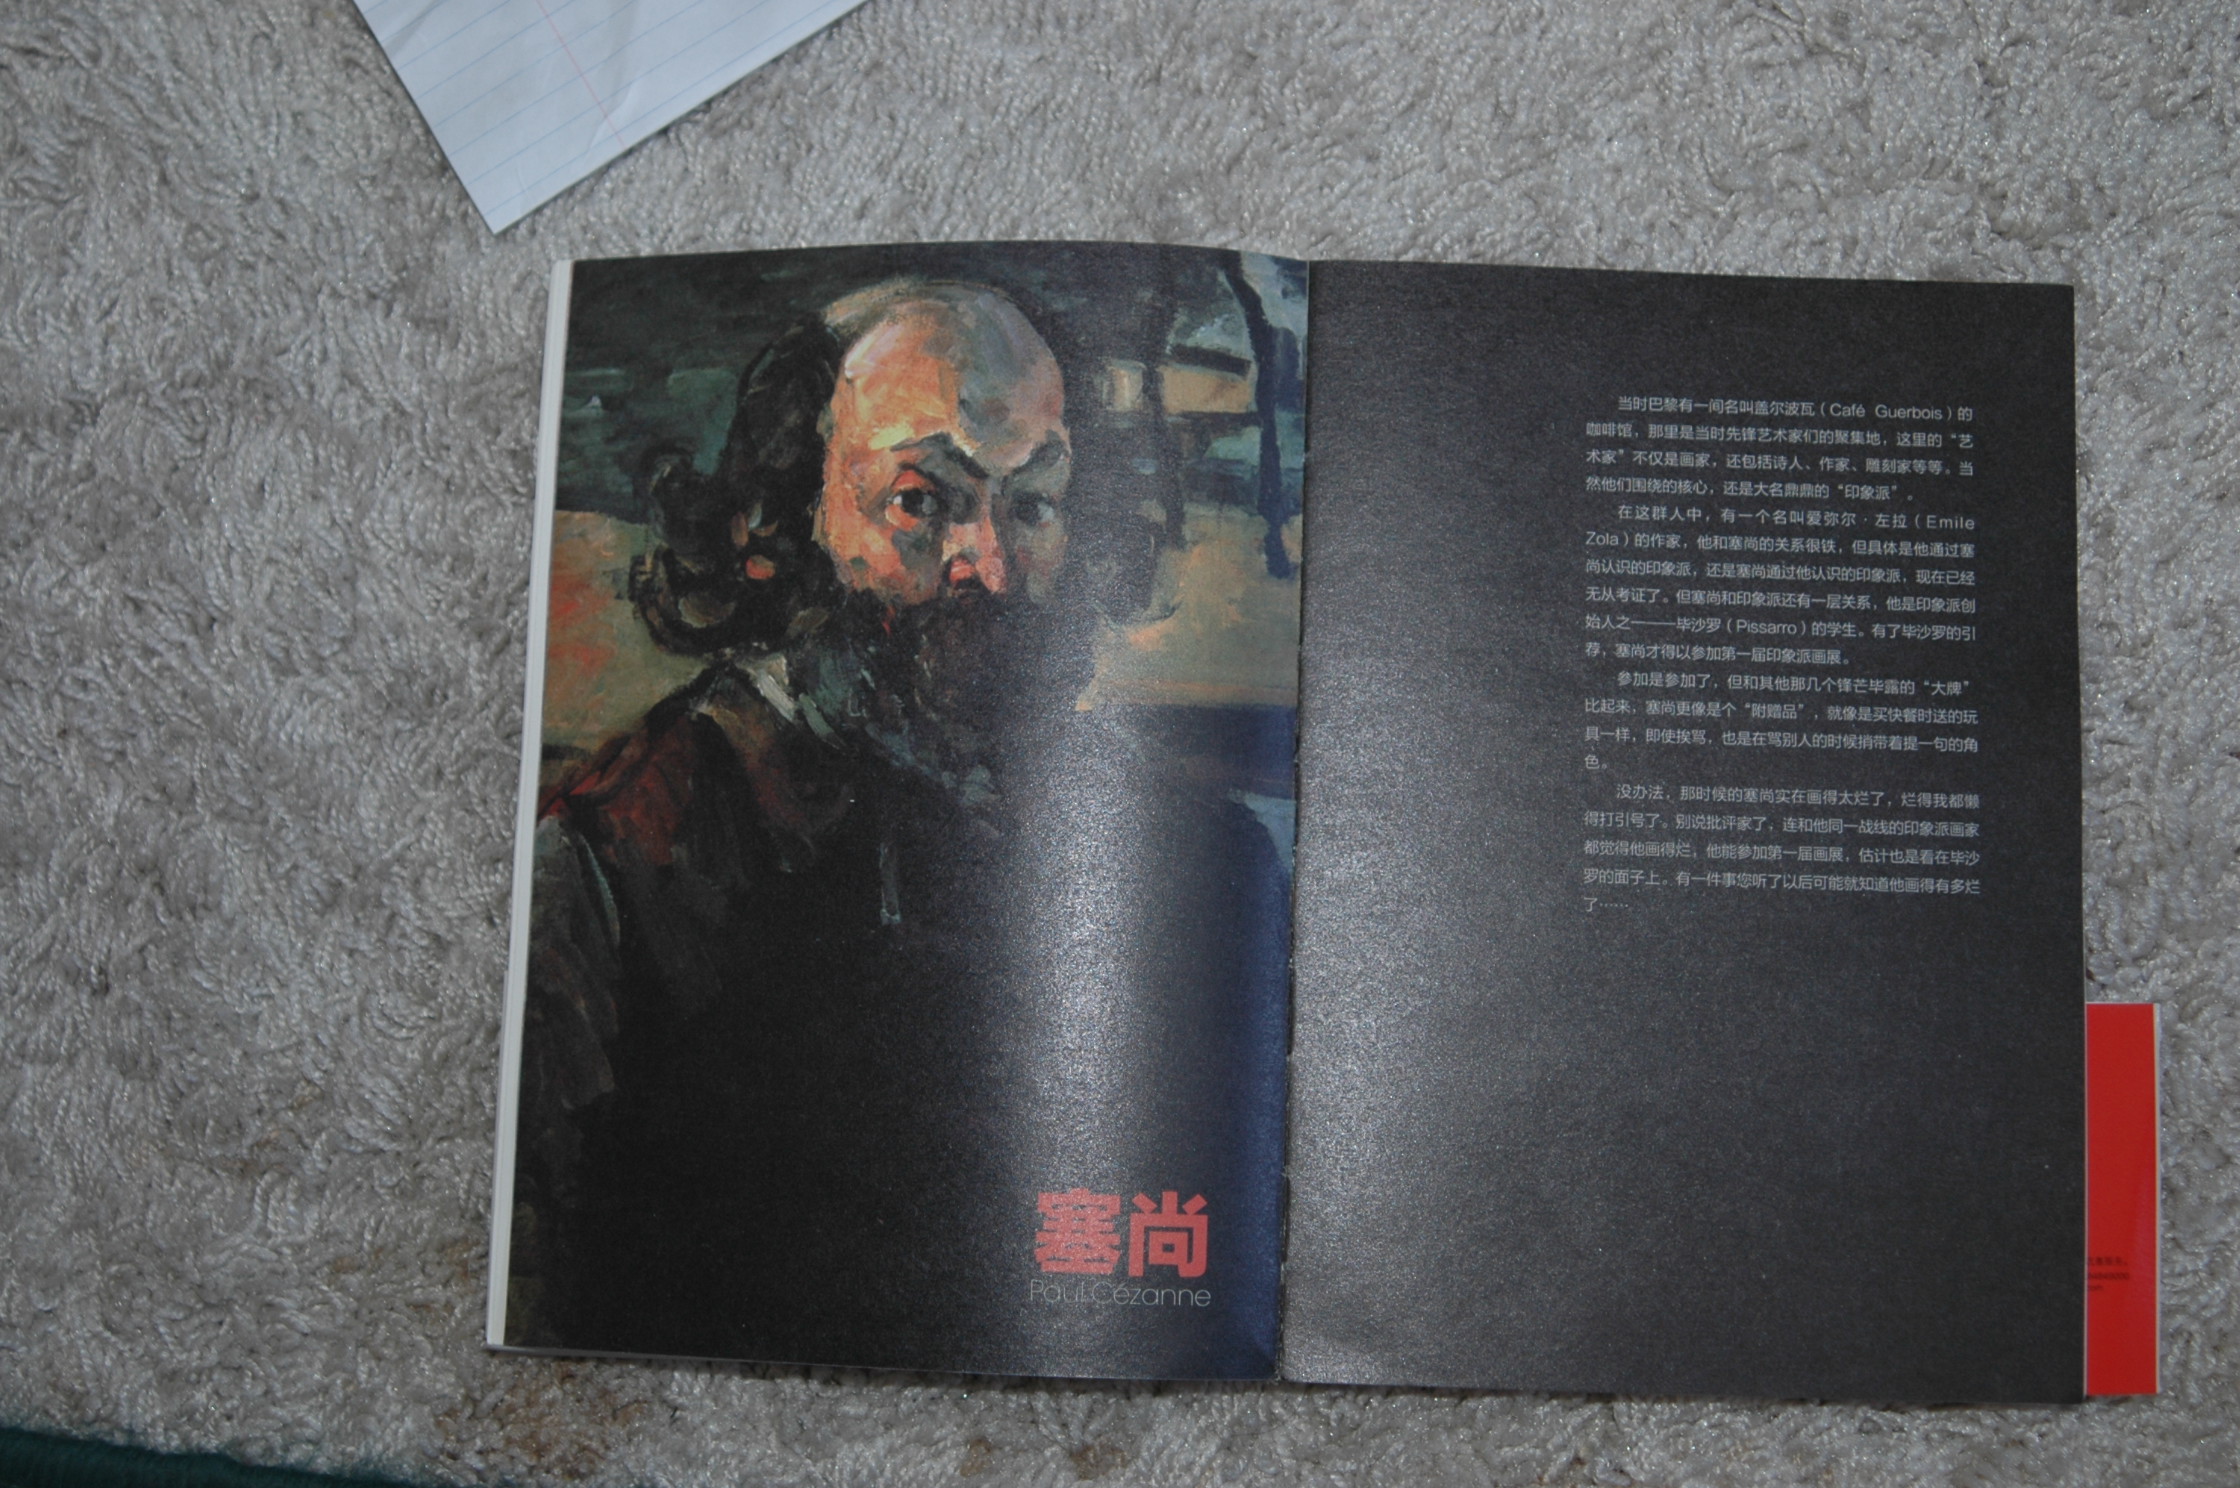 塞尚
Paul Cézanne
当时巴黎有一间名叫盖尔波瓦（Café Guerbois）的
咖啡馆，那里是当时先锋艺术家们的聚集地，这里的“艺
术家”不仅是画家，还包括诗人、作家、雕刻家等等，当
然他们围绕的核心，还是大名鼎鼎的“印象派”。
在这群人中，有一个名叫爱弥尔·左拉（Emile
Zola）的作家，他和塞尚的关系很铁，但具体是他通过塞
尚认识的印象派，还是塞尚通过他认识的印象派，现在已经
无从考证了。但塞尚和印象派还有一层关系，他是印象派创
始人之一——毕沙罗（Pissarro）的学生。有了毕沙罗的引
荐，塞尚才得以参加第一届印象派画展。
参加是参加了，但和其他那几个锋芒毕露的“大牌”
比起来，塞尚更像是个“附赠品”，就像是买快餐时送的玩
具一样，即使挨骂，也是在骂别人的时候捎带着提一句的角
色。
没办法，那时候的塞尚实在画得太烂了，烂得我都懒
得打引号了。别说批评家了，连和他同一战线的印象派画家
都觉得他画得烂，他能参加第一届画展，估计也是看在毕沙
罗的面子上，有一件事您听了以后可能就知道他画得有多烂
了……